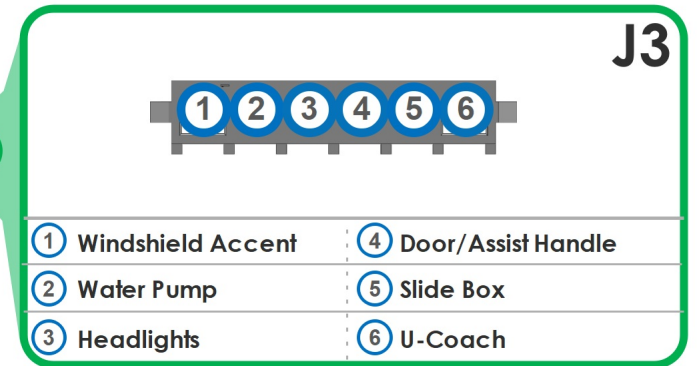 J3
1 2 3 4 5 6
1 Windshield Accent
4 Door/Assist Handle
2 Water Pump
5 Slide Box
3 Headlights
6 U-Coach